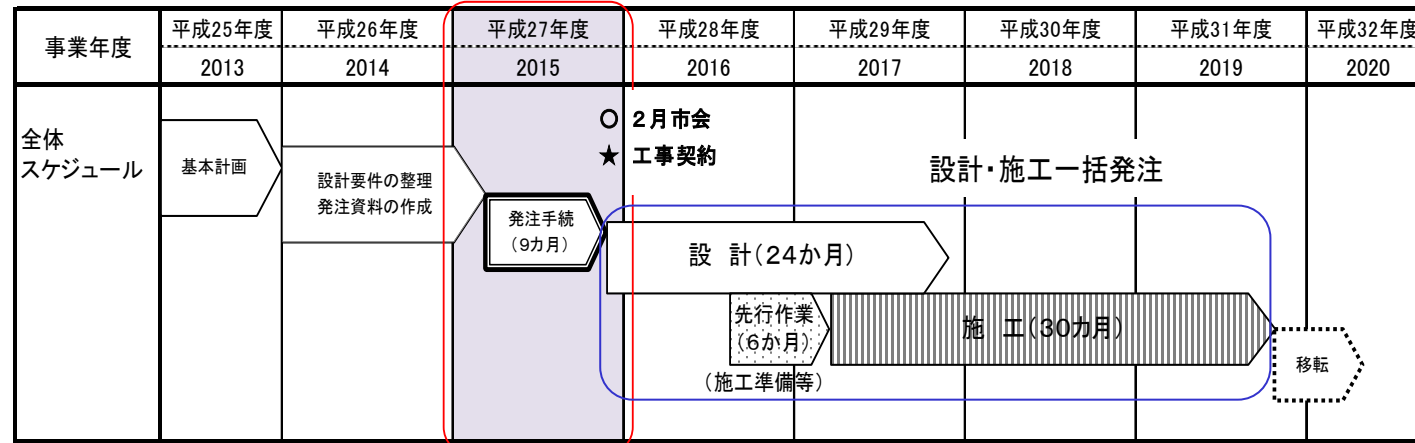 事業年度
平成25年度 平成26年度 平成27年度 平成28年度 平成29年度 平成30年度 平成31年度 平成32年度
2013 2014 2015 2016 2017 2018 2019 2020
全体
スケジュール
○ 2月市会
★ 工事契約
基本計画
設計要件の整理
発注資料の作成
発注手続
(9カ月)
設計・施工一括発注
設 計(24か月)
先行作業
(6か月)
(施工準備等)
施 工(30カ月)
移転